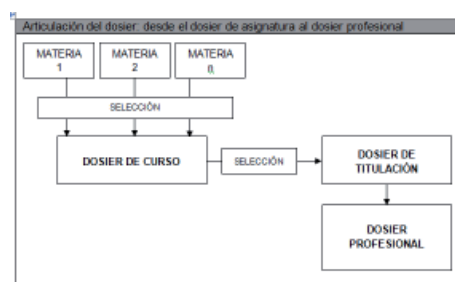 Articulación del dosier: desde el dosier de asignatura al dosier profesional
MATERIA
1
MATERIA
2
MATERIA
SELECCIÓN
DOSIER DE CURSO
SELECCIÓN
DOSIER DE
TITULACIÓN
DOSIER
PROFESIONAL